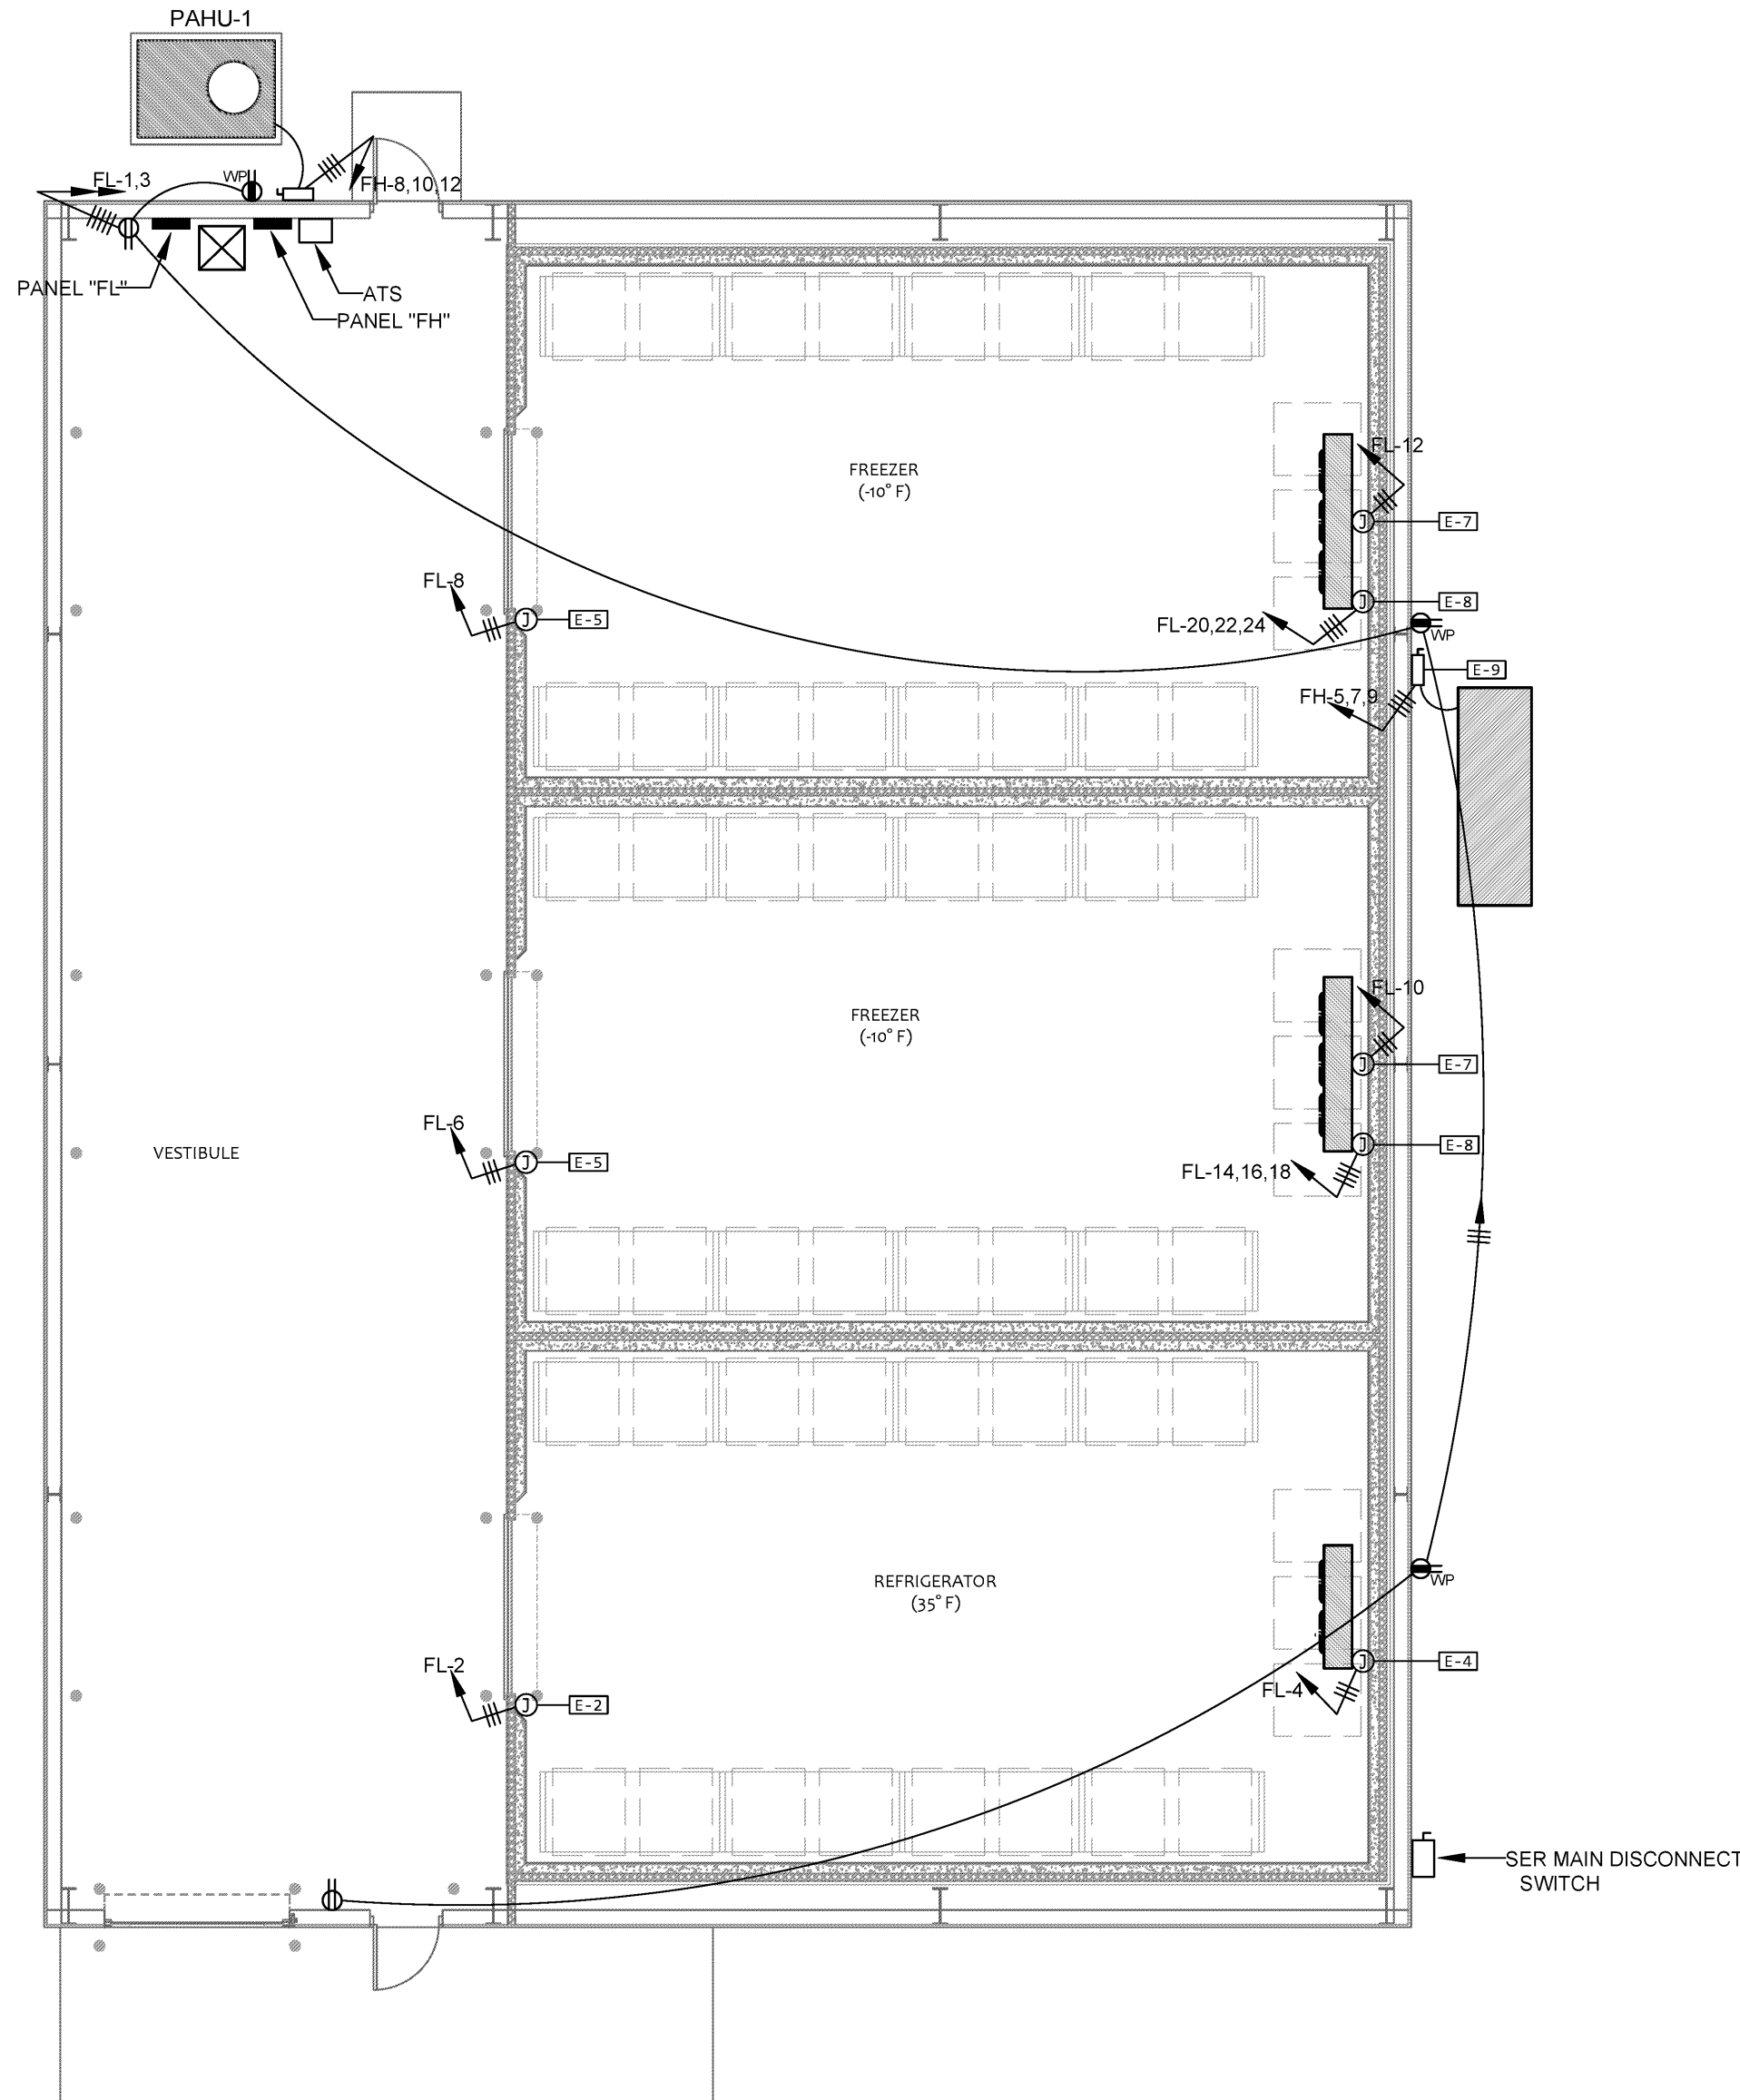 PAHU-1
WP
FL-1,3
FH-8,10,12
PANEL "FL"
ATS
PANEL "FH"
FREEZER
(-10° F)
FL-12
E-7
FL-8
E-5
E-8
FL-20,22,24
WP
E-9
FH-5,7,9
FREEZER
(-10° F)
FL-10
E-7
FL-6
E-5
E-8
VESTIBULE
FL-14,16,18
REFRIGERATOR
(35° F)
WP
FL-2
E-4
FL-4
E-2
SER MAIN DISCONNECT
SWITCH
J
J
J
J
J
J
J
J